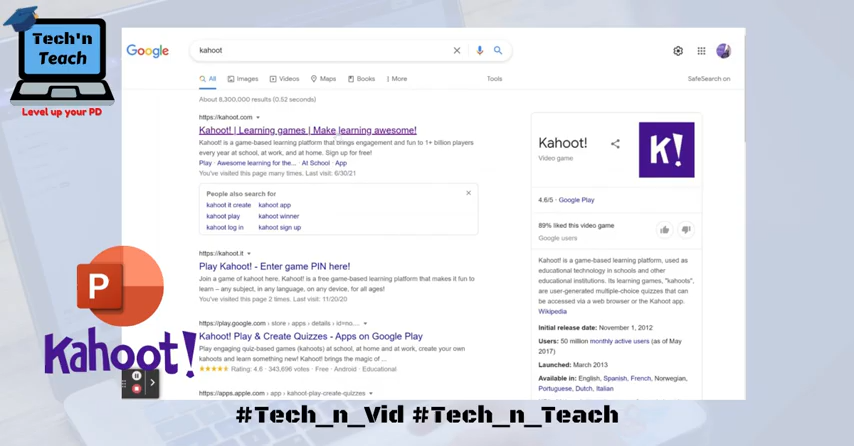 Tech'n
Teach
Level up your PD
Google
kahoot
All Images Videos Maps Books More Tools SafeSearch on
About 8,300,000 results (0.52 seconds)
https://kahoot.com
Kahoot! | Learning games | Make learning awesome!
Kahoot! is a game-based learning platform that brings engagement and fun to 1+ billion players
every year at school, at work, and at home. Sign up for free!
Play · Awesome learning for the... · At School · App
You've visited this page many times. Last visit: 6/30/21
People also search for
kahoot it create kahoot app
kahoot play kahoot winner
kahoot log in kahoot sign up
https://kahoot.it
Play Kahoot! - Enter game PIN here!
Join a game of kahoot here. Kahoot! is a free game-based learning platform that makes it fun to
learn – any subject, in any language, on any device, for all ages!
You've visited this page 2 times. Last visit: 11/20/20
https://play.google.com › store › apps › details › id=no....
Kahoot! Play & Create Quizzes - Apps on Google Play
Play engaging quiz-based games (kahoots) at school, at home and at work, create your own
kahoots and learn something new! Kahoot! brings the magic of ...
Rating: 4.6 · 343,696 votes · Free · Android · Educational
https://apps.apple.com › app › kahoot-play-create-quizzes
Kahoot!
Video game
K!
4.6/5 · Google Play
89% liked this video game
Google users
Kahoot! is a game-based learning platform, used as
educational technology in schools and other
educational institutions. Its learning games, "kahoots",
are user-generated multiple-choice quizzes that can
be accessed via a web browser or the Kahoot app.
Wikipedia
Initial release date: November 1, 2012
Users: 50 million monthly active users (as of May
2017)
Launched: March 2013
Available in: English, Spanish, French, Norwegian,
Portuguese, Dutch, Italian
P
Kahoot!
#Tech_n_Vid #Tech_n_Teach